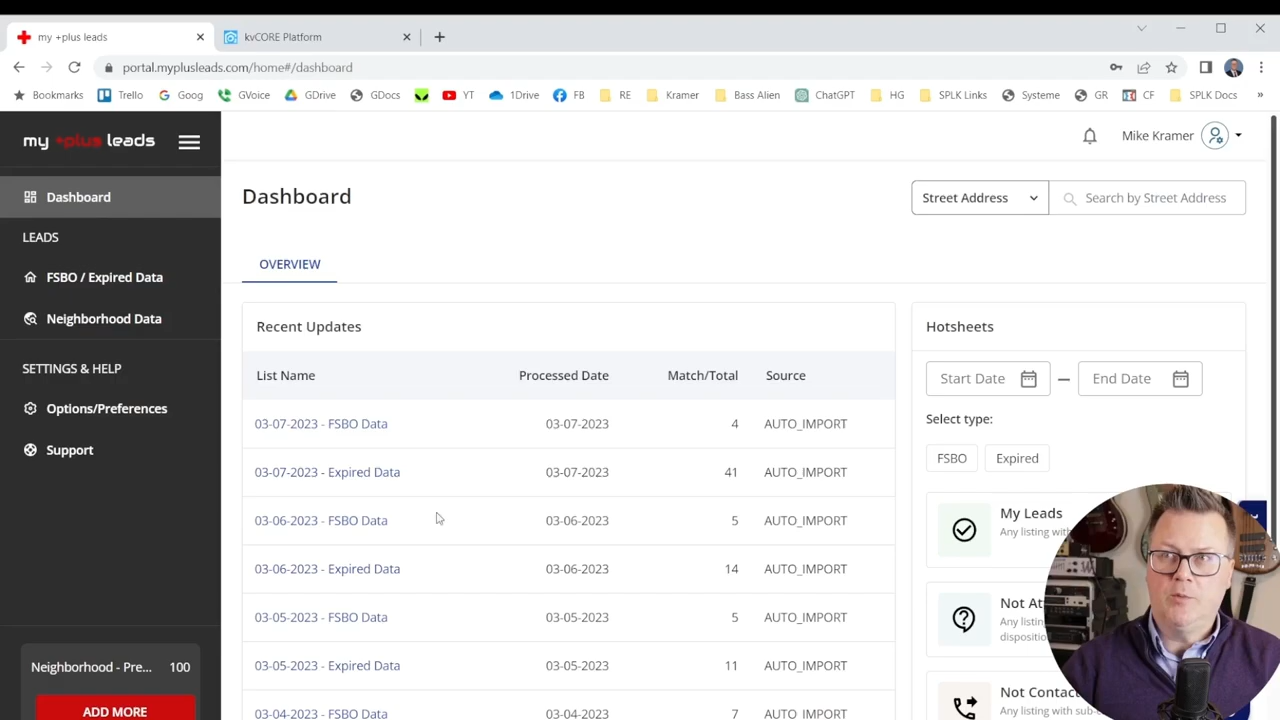 my +plus leads
kvCORE Platform
portal.myplusleads.com/home#/dashboard
Bookmarks Trello Goog GVoice GDrive GDocs YT 1Drive FB RE Kramer Bass Alien ChatGPT HG SPLK Links Systeme GR CF SPLK Docs »
my +plus leads
Mike Kramer
Dashboard
LEADS
FSBO / Expired Data
Neighborhood Data
SETTINGS & HELP
Options/Preferences
Support
Neighborhood - Pre... 100
ADD MORE
Dashboard
Street Address
Search by Street Address
OVERVIEW
Recent Updates
List Name Processed Date Match/Total Source
03-07-2023 - FSBO Data 03-07-2023 4 AUTO_IMPORT
03-07-2023 - Expired Data 03-07-2023 41 AUTO_IMPORT
03-06-2023 - FSBO Data 03-06-2023 5 AUTO_IMPORT
03-06-2023 - Expired Data 03-06-2023 14 AUTO_IMPORT
03-05-2023 - FSBO Data 03-05-2023 5 AUTO_IMPORT
03-05-2023 - Expired Data 03-05-2023 11 AUTO_IMPORT
03-04-2023 - FSBO Data 03-04-2023 7 AUTO_IMPORT
Hotsheets
Start Date — End Date
Select type:
FSBO Expired
My Leads
Any listing with
Not At
Any listin
dispositio
Not Contac
Any listing with sub-